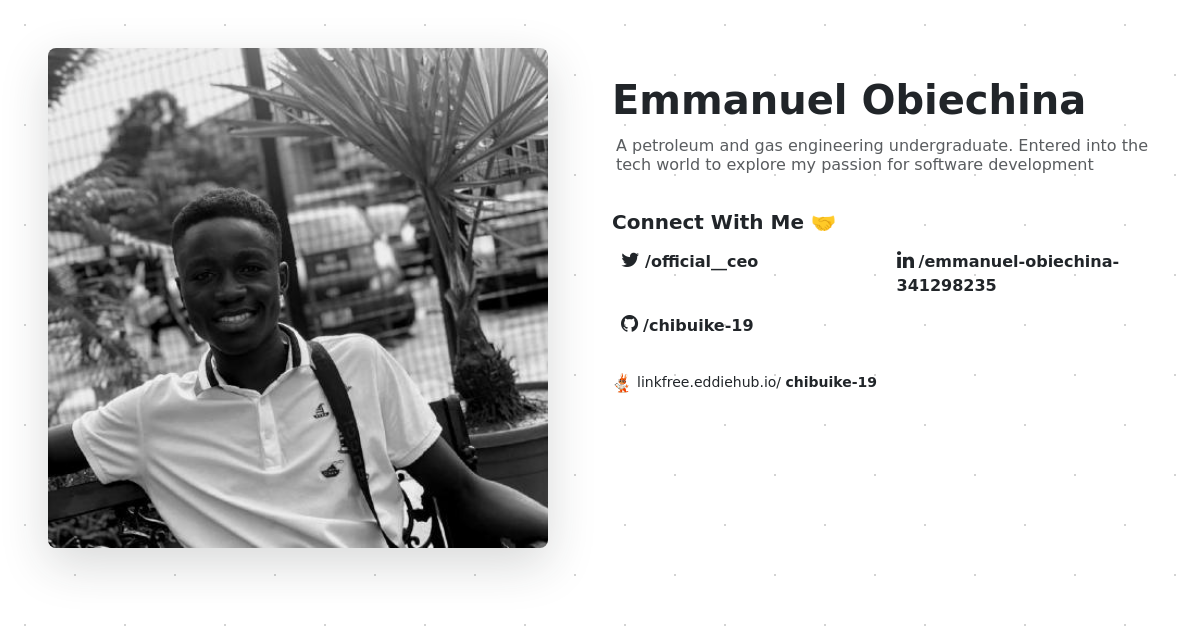 Emmanuel Obiechina
A petroleum and gas engineering undergraduate. Entered into the
tech world to explore my passion for software development
Connect With Me 🤝
/official__ceo
/emmanuel-obiechina-
341298235
/chibuike-19
linkfree.eddiehub.io/ chibuike-19